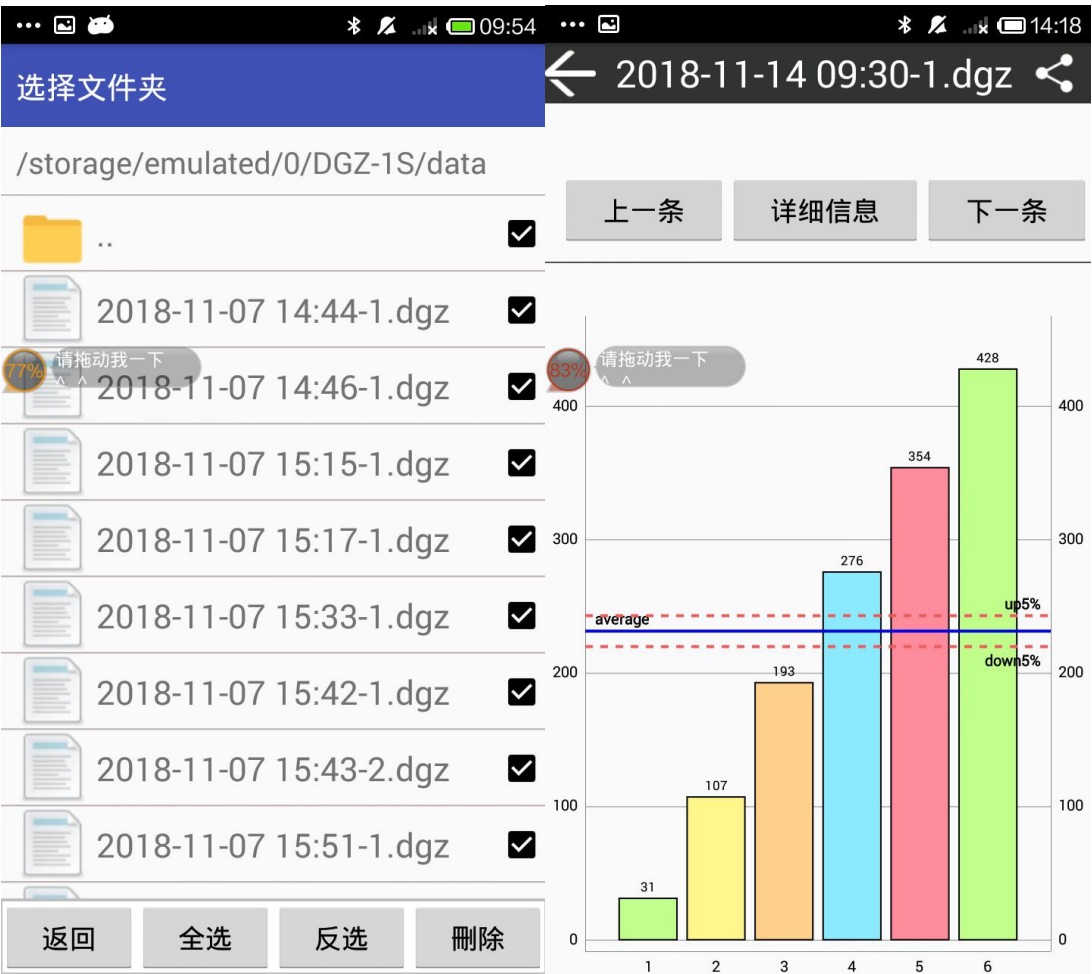 09:54
选择文件夹
/storage/emulated/0/DGZ-1S/data
..
2018-11-07 14:44-1.dgz
77%
请拖动我一下
^_^
2018-11-07 14:46-1.dgz
2018-11-07 15:15-1.dgz
2018-11-07 15:17-1.dgz
2018-11-07 15:33-1.dgz
2018-11-07 15:42-1.dgz
2018-11-07 15:43-2.dgz
2018-11-07 15:51-1.dgz
返回 全选 反选 删除
14:18
2018-11-14 09:30-1.dgz
上一条 详细信息 下一条
83%
请拖动我一下
^_^
428
400 400
354
300 300
276
up5%
average
down5%
200 200
193
107
100 100
31
0 0
1 2 3 4 5 6